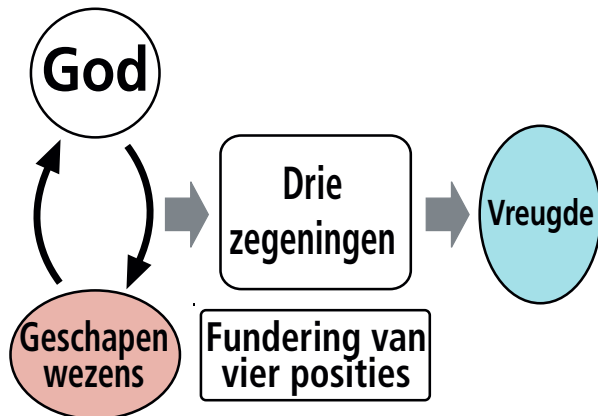 God
Drie
zegeningen
Vreugde
Geschapen
wezens
Fundering van
vier posities